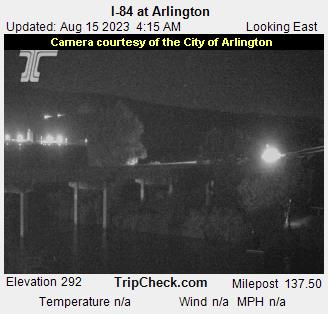 I-84 at Arlington
Updated: Aug 15 2023 4:15 AM Looking East
Camera courtesy of the City of Arlington
Elevation 292 TripCheck.com Milepost 137.50
Temperature n/a Wind n/a MPH n/a